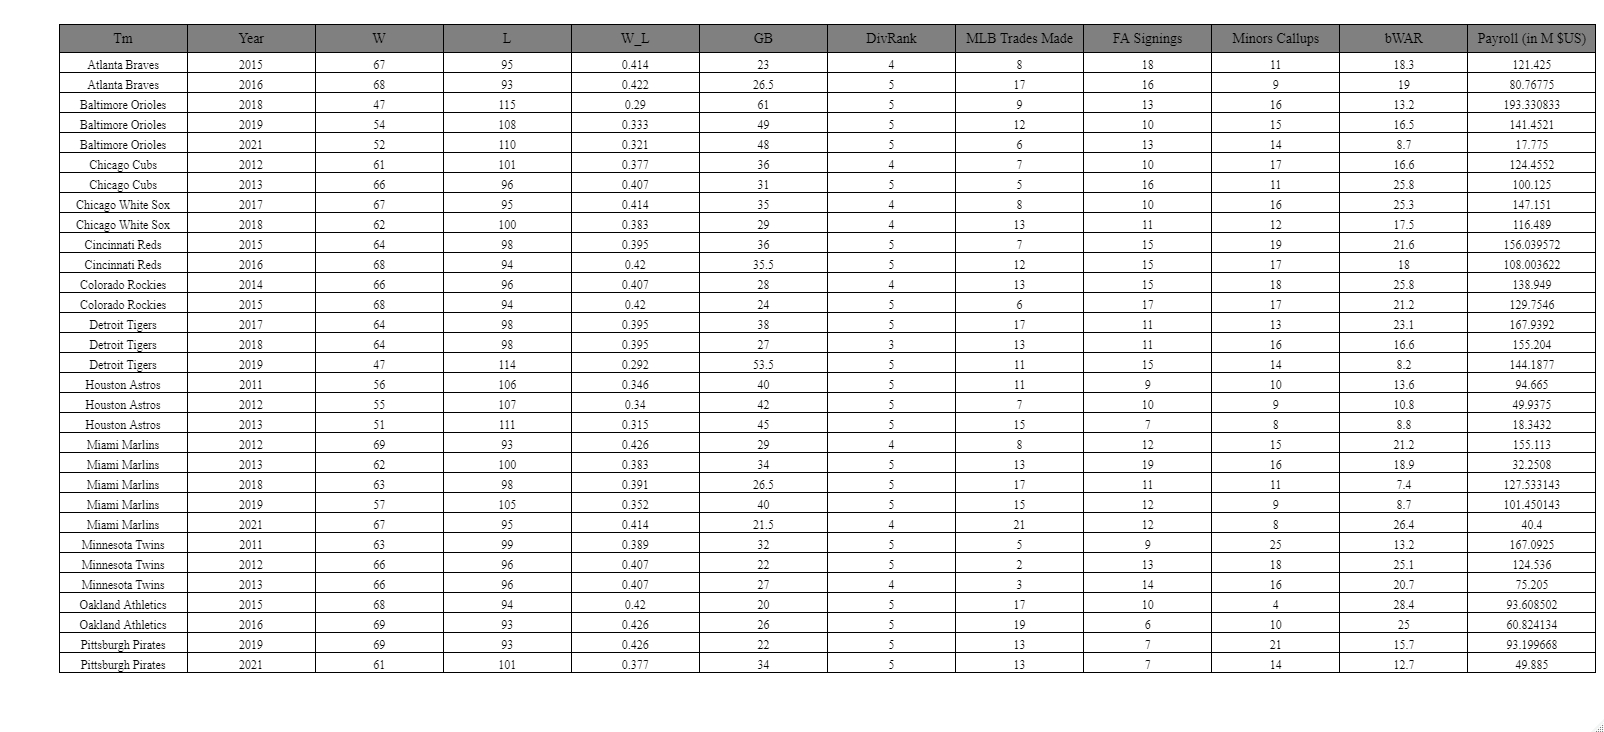 Tm Year W L W_L GB DivRank MLB Trades Made FA Signings Minors Callups bWAR Payroll (in M $US)
Atlanta Braves 2015 67 95 0.414 23 4 8 18 11 18.3 121.425
Atlanta Braves 2016 68 93 0.422 26.5 5 17 16 9 19 80.76775
Baltimore Orioles 2018 47 115 0.29 61 5 9 13 16 13.2 193.330833
Baltimore Orioles 2019 54 108 0.333 49 5 12 10 15 16.5 141.4521
Baltimore Orioles 2021 52 110 0.321 48 5 6 13 14 8.7 17.775
Chicago Cubs 2012 61 101 0.377 36 4 7 10 17 16.6 124.4552
Chicago Cubs 2013 66 96 0.407 31 5 5 16 11 25.8 100.125
Chicago White Sox 2017 67 95 0.414 35 4 8 10 16 25.3 147.151
Chicago White Sox 2018 62 100 0.383 29 4 13 11 12 17.5 116.489
Cincinnati Reds 2015 64 98 0.395 36 5 7 15 19 21.6 156.039572
Cincinnati Reds 2016 68 94 0.42 35.5 5 12 15 17 18 108.003622
Colorado Rockies 2014 66 96 0.407 28 4 13 15 18 25.8 138.949
Colorado Rockies 2015 68 94 0.42 24 5 6 17 17 21.2 129.7546
Detroit Tigers 2017 64 98 0.395 38 5 17 11 13 23.1 167.9392
Detroit Tigers 2018 64 98 0.395 27 3 13 11 16 16.6 155.204
Detroit Tigers 2019 47 114 0.292 53.5 5 11 15 14 8.2 144.1877
Houston Astros 2011 56 106 0.346 40 5 11 9 10 13.6 94.665
Houston Astros 2012 55 107 0.34 42 5 7 10 9 10.8 49.9375
Houston Astros 2013 51 111 0.315 45 5 15 7 8 8.8 18.3432
Miami Marlins 2012 69 93 0.426 29 4 8 12 15 21.2 155.113
Miami Marlins 2013 62 100 0.383 34 5 13 19 16 18.9 32.2508
Miami Marlins 2018 63 98 0.391 26.5 5 17 11 11 7.4 127.533143
Miami Marlins 2019 57 105 0.352 40 5 15 12 9 8.7 101.450143
Miami Marlins 2021 67 95 0.414 21.5 4 21 12 8 26.4 40.4
Minnesota Twins 2011 63 99 0.389 32 5 5 9 25 13.2 167.0925
Minnesota Twins 2012 66 96 0.407 22 5 2 13 18 25.1 124.536
Minnesota Twins 2013 66 96 0.407 27 4 3 14 16 20.7 75.205
Oakland Athletics 2015 68 94 0.42 20 5 17 10 4 28.4 93.608502
Oakland Athletics 2016 69 93 0.426 26 5 19 6 10 25 60.824134
Pittsburgh Pirates 2019 69 93 0.426 22 5 13 7 21 15.7 93.199668
Pittsburgh Pirates 2021 61 101 0.377 34 5 13 7 14 12.7 49.885